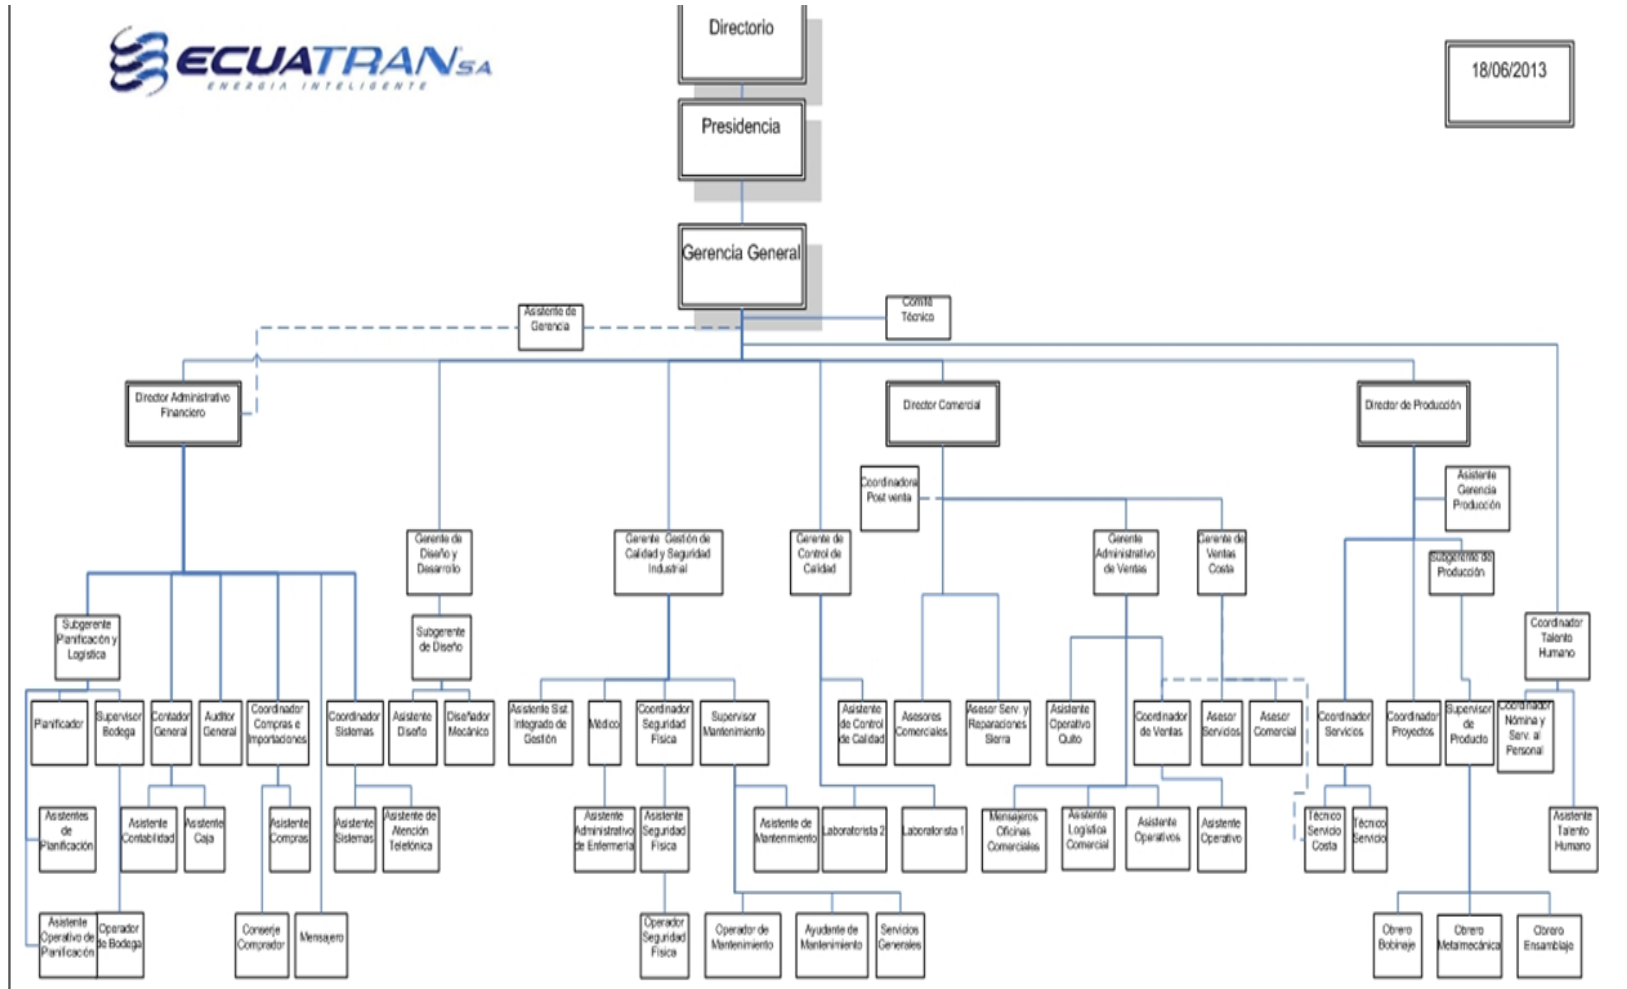 Directorio
ECUATRAN SA
ENERGIA INTELIGENTE
18/06/2013
Presidencia
Gerencia General
Asistente de
Gerencia
Comité
Técnico
Director Administrativo
Financiero
Director Comercial
Director de Producción
Coordinadora
Post venta
Asistente
Gerencia
Producción
Gerente de
Diseño y
Desarrollo
Gerente Gestión de
Calidad y Seguridad
Industrial
Gerente de
Control de
Calidad
Gerente
Administrativo
de Ventas
Gerente de
Ventas
Costa
Subgerente de
Producción
Subgerente
Planificación y
Logística
Subgerente
de Diseño
Coordinador
Talento
Humano
Planificador
Supervisor
Bodega
Contador
General
Auditor
General
Coordinador
Compras e
Importaciones
Coordinador
Sistemas
Asistente
Diseño
Diseñador
Mecánico
Asistente Sist.
Integrado de
Gestión
Médico
Coordinador
Seguridad
Física
Supervisor
Mantenimiento
Asistente
de Control
de Calidad
Asesores
Comerciales
Asesor Serv. y
Reparaciones
Sierra
Asistente
Operativo
Quito
Coordinador
de Ventas
Asesor
Servicios
Asesor
Comercial
Coordinador
Servicios
Coordinador
Proyectos
Supervisor
de
Producto
Coordinador
Nómina y
Serv. al
Personal
Asistentes
de
Planificación
Asistente
Contabilidad
Asistente
Caja
Asistente
Compras
Asistente
Sistemas
Asistente de
Atención
Telefónica
Asistente
Administrativo
de Enfermería
Asistente
Seguridad
Física
Asistente de
Mantenimiento
Laboratorista 2
Laboratorista 1
Mensajeros
Oficinas
Comerciales
Asistente
Logística
Comercial
Asistente
Operativos
Asistente
Operativo
Técnico
Servicio
Costa
Técnico
Servicio
Asistente
Talento
Humano
Asistente
Operativo de
Planificación
Operador
de Bodega
Conserje
Comprador
Mensajero
Operador
Seguridad
Física
Operador de
Mantenimiento
Ayudante de
Mantenimiento
Servicios
Generales
Obrero
Bobinaje
Obrero
Metalmecánica
Obrero
Ensamblaje